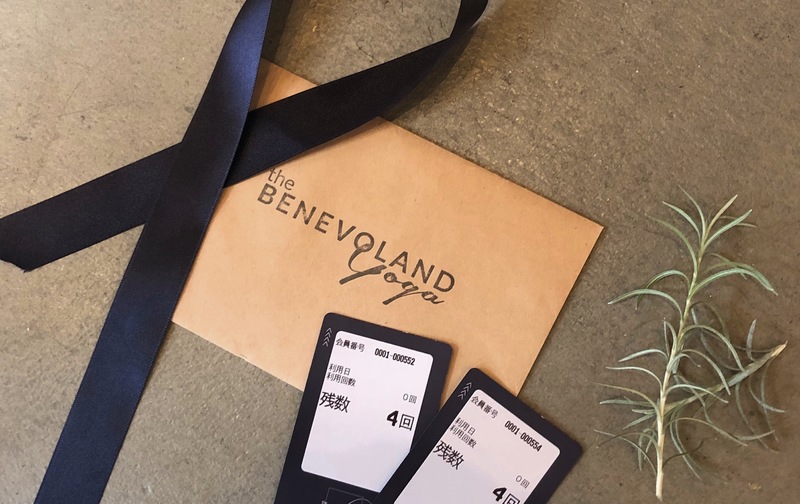 the
BENEVOLAND
Yoga
会員番号 0001-000552
利用日
利用回数 0回
残数 4回
会員番号 0001-000554
利用日
利用回数 0回
残数 4回